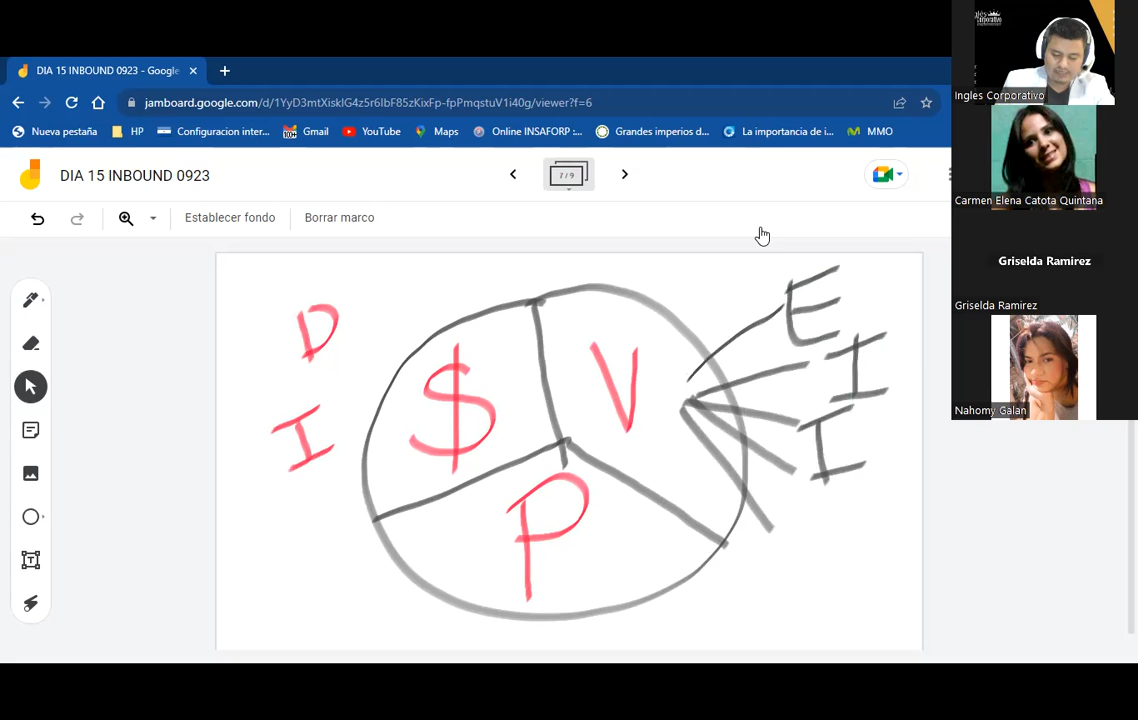 DIA 15 INBOUND 0923 - Google
jamboard.google.com/d/1YyD3mtXiskIG4z5r6IbF85zKixFp-fpPmqstuV1i40g/viewer?f=6
Nueva pestaña
HP
Configuracion inter...
100+
Gmail
YouTube
Maps
Online INSAFORP :...
Grandes imperios d...
La importancia de i...
MMO
DIA 15 INBOUND 0923
7 / 9
Establecer fondo
Borrar marco
D
I
$
V
P
E
I
I
Ingles Corporativo
Carmen Elena Catota Quintana
Griselda Ramirez
Griselda Ramirez
Nahomy Galan